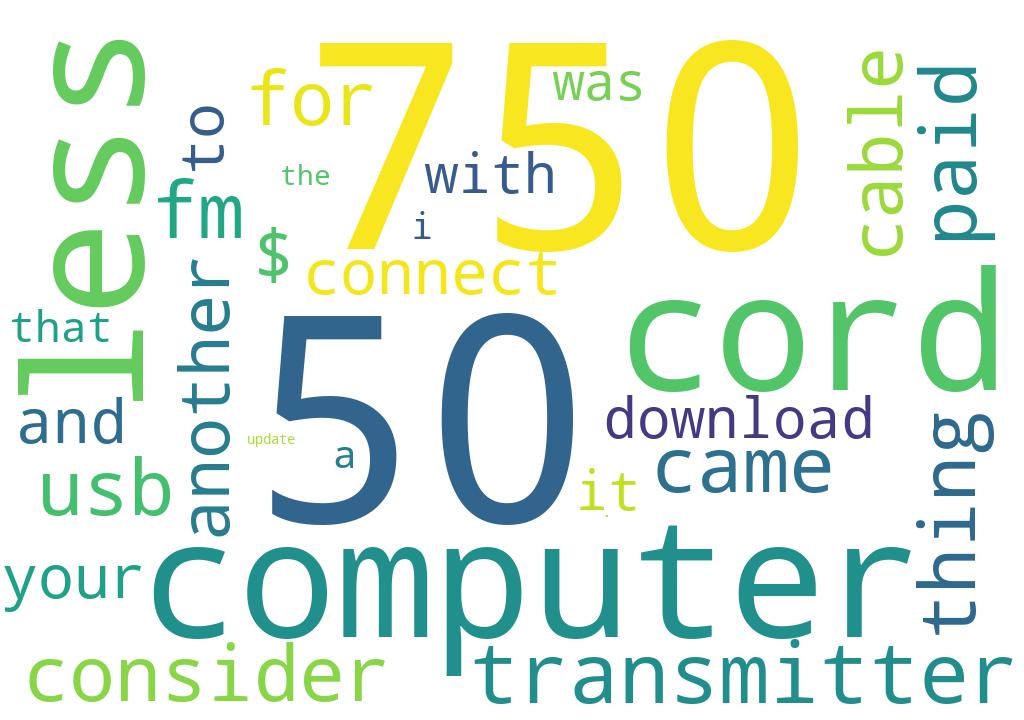 less
750
for
was
cable
paid
to
the
with
fm
i
$
connect
another
cord
that
50
and
download
update
a
came
thing
usb
it
.
your
computer
consider
transmitter